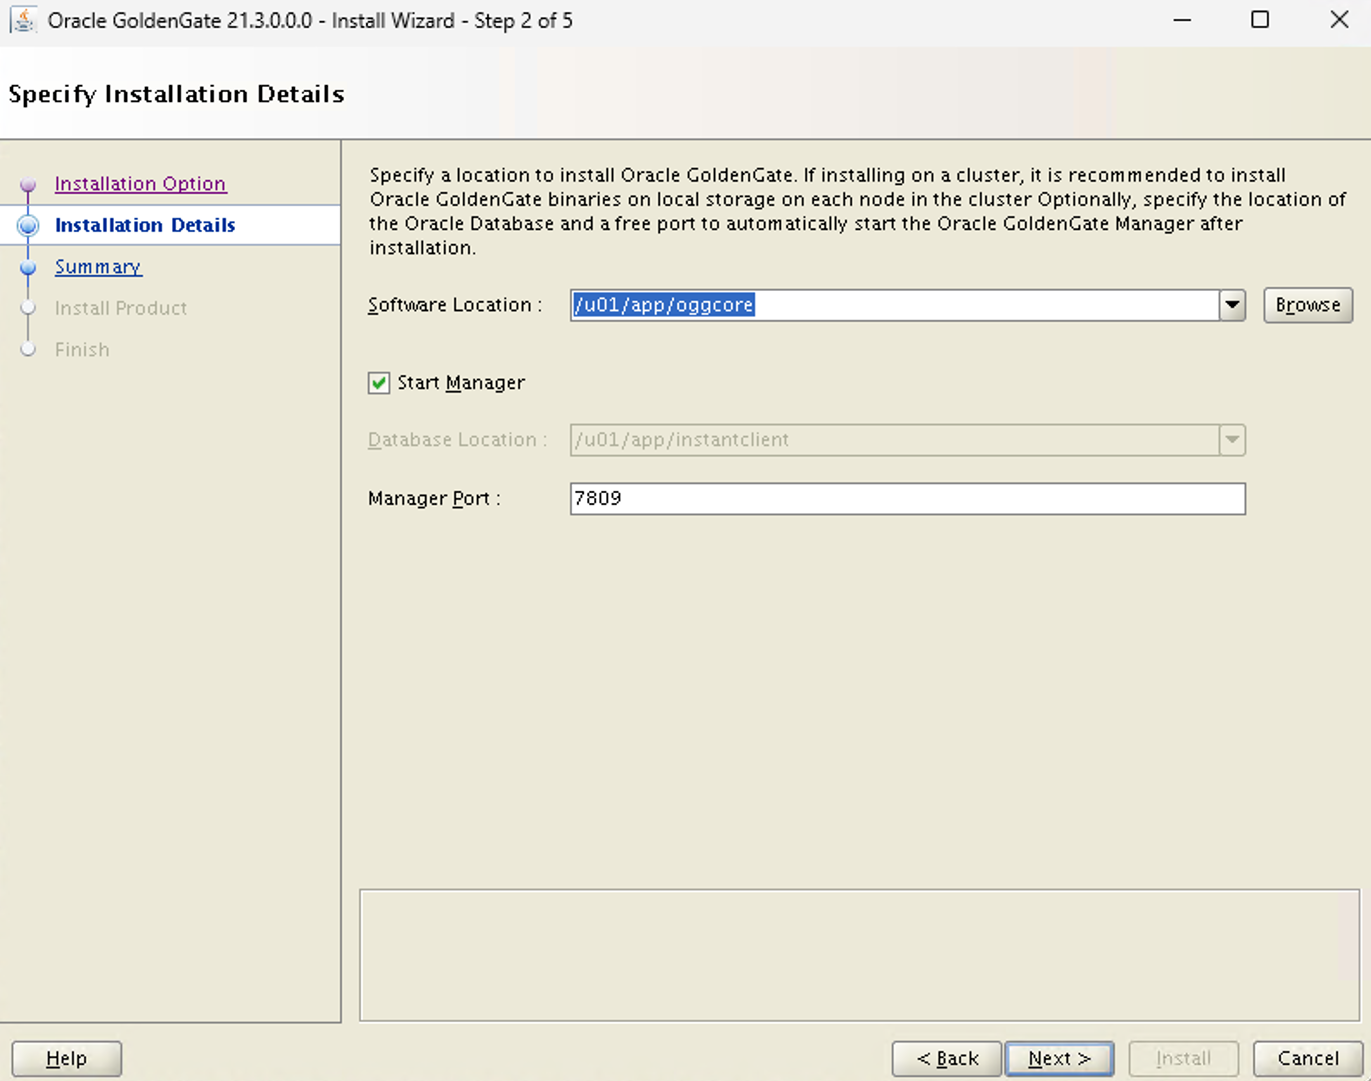 Oracle GoldenGate 21.3.0.0.0 - Install Wizard - Step 2 of 5
Specify Installation Details
Installation Option
Installation Details
Summary
Install Product
Finish
Specify a location to install Oracle GoldenGate. If installing on a cluster, it is recommended to install
Oracle GoldenGate binaries on local storage on each node in the cluster Optionally, specify the location of
the Oracle Database and a free port to automatically start the Oracle GoldenGate Manager after
installation.
Software Location : /u01/app/oggcore Browse
Start Manager
Database Location : /u01/app/instantclient
Manager Port : 7809
Help < Back Next > Install Cancel